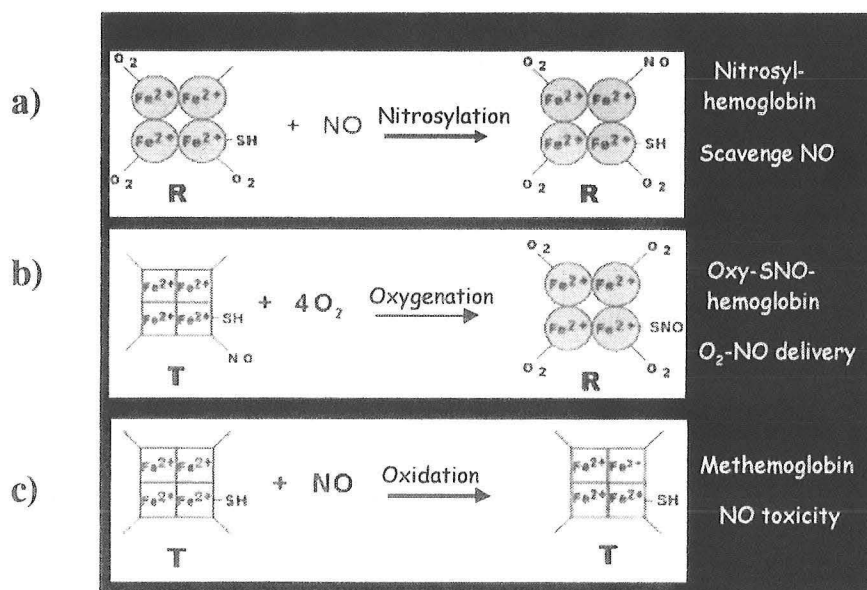 a)
O₂
Fe²⁺ Fe²⁺
Fe²⁺ Fe²⁺ -SH
O₂ O₂
R
+ NO
Nitrosylation
O₂ NO
Fe²⁺ Fe²⁺
Fe²⁺ Fe²⁺ SH
O₂ O₂
R
Nitrosyl-
hemoglobin
Scavenge NO
b)
Fe²⁺ Fe²⁺
Fe²⁺ Fe²⁺ SH
NO
T
+ 4O₂
Oxygenation
O₂ O₂
Fe²⁺ Fe²⁺
Fe²⁺ Fe²⁺ SNO
O₂ O₂
R
Oxy-SNO-
hemoglobin
O₂-NO delivery
c)
Fe²⁺ Fe²⁺
Fe²⁺ Fe²⁺ SH
T
+ NO
Oxidation
Fe²⁺ Fe³⁺
Fe²⁺ Fe²⁺ SH
T
Methemoglobin
NO toxicity